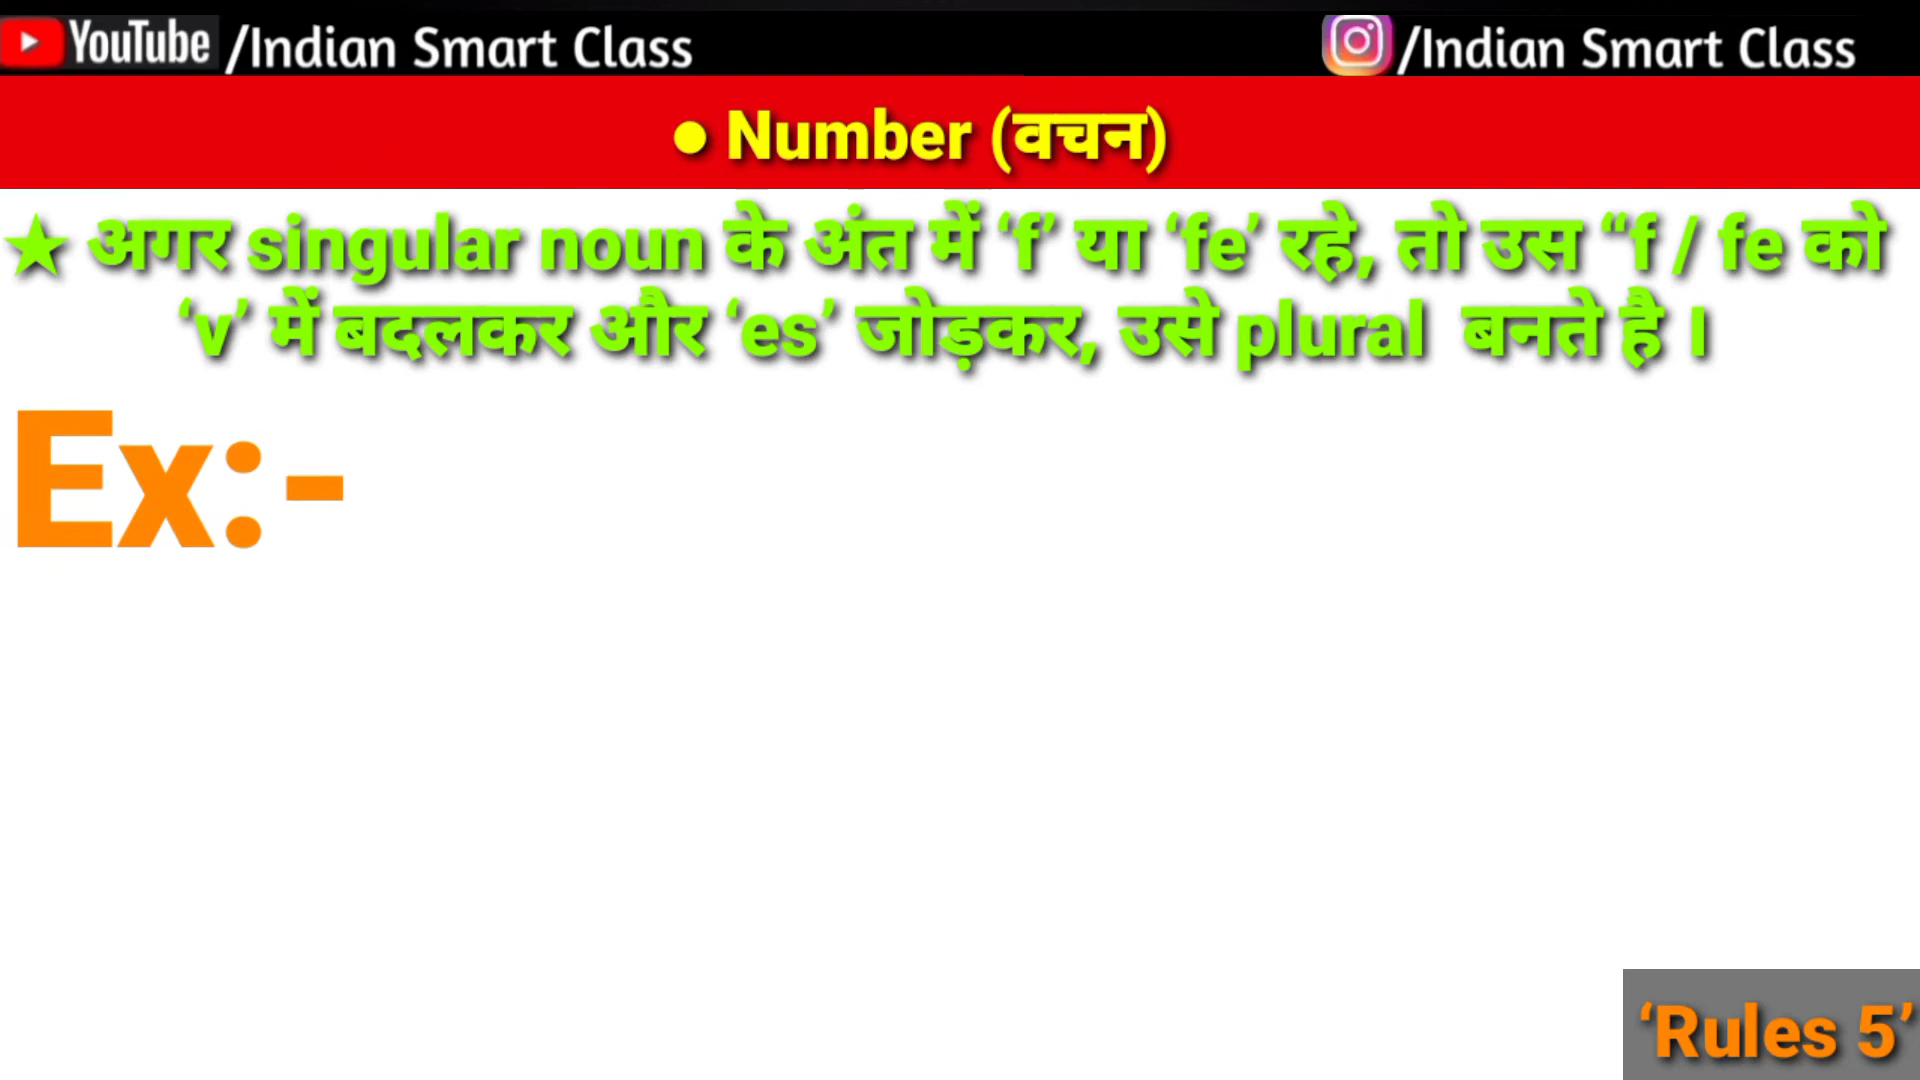 YouTube /Indian Smart Class /Indian Smart Class
● Number (वचन)
★ अगर singular noun के अंत में ‘f’ या ‘fe’ रहे, तो उस “f / fe को
‘v’ में बदलकर और ‘es’ जोड़कर, उसे plural बनते है ।
Ex:-
‘Rules 5’